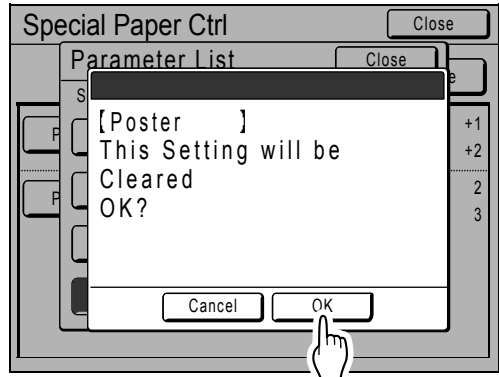 Special Paper Ctrl
Close
Parameter List
Close
【Poster 】
This Setting will be
Cleared
OK?
Cancel
OK
+1
+2
2
3